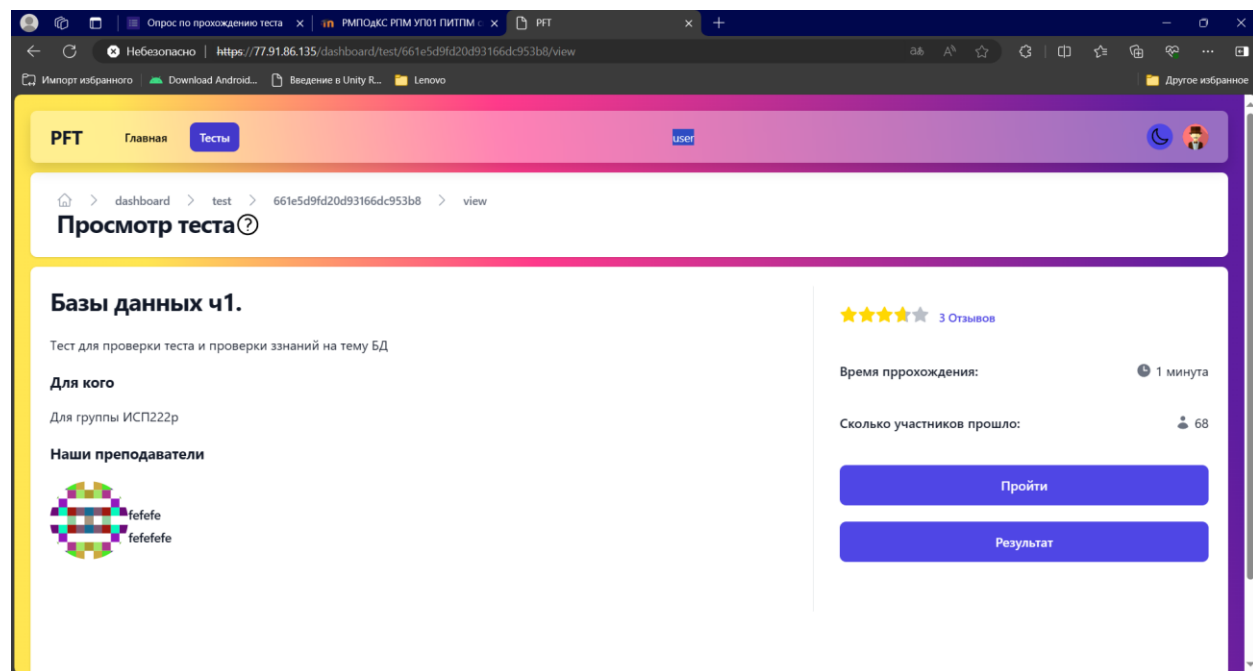 Опрос по прохождению теста
РМПОдКС РПМ УП01 ПИТПМ с
PFT
Небезопасно https://77.91.86.135/dashboard/test/661e5d9fd20d93166dc953b8/view
Импорт избранного Download Android... Введение в Unity R... Lenovo Другое избранное
PFT Главная Тесты user
dashboard > test > 661e5d9fd20d93166dc953b8 > view
Просмотр теста?
Базы данных ч1.
Тест для проверки теста и проверки ззнаний на тему БД
Для кого
Для группы ИСП222р
Наши преподаватели
fefefe
fefefefe
3 Отзывов
Время пррохождения: 1 минута
Сколько участников прошло: 68
Пройти
Результат